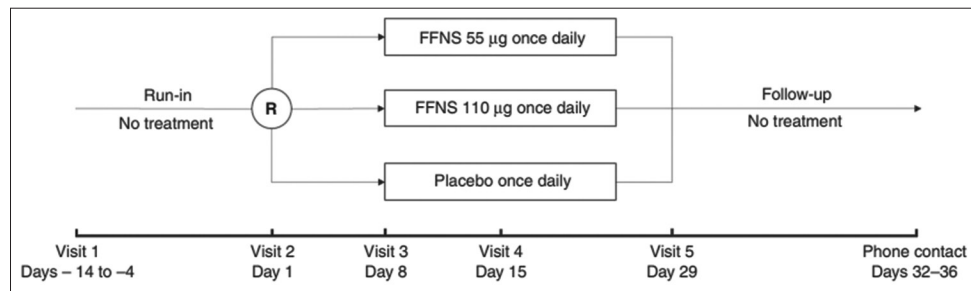 FFNS 55 µg once daily
Run-in
No treatment
R
FFNS 110 µg once daily
Follow-up
No treatment
Placebo once daily
Visit 1
Days – 14 to –4
Visit 2
Day 1
Visit 3
Day 8
Visit 4
Day 15
Visit 5
Day 29
Phone contact
Days 32–36